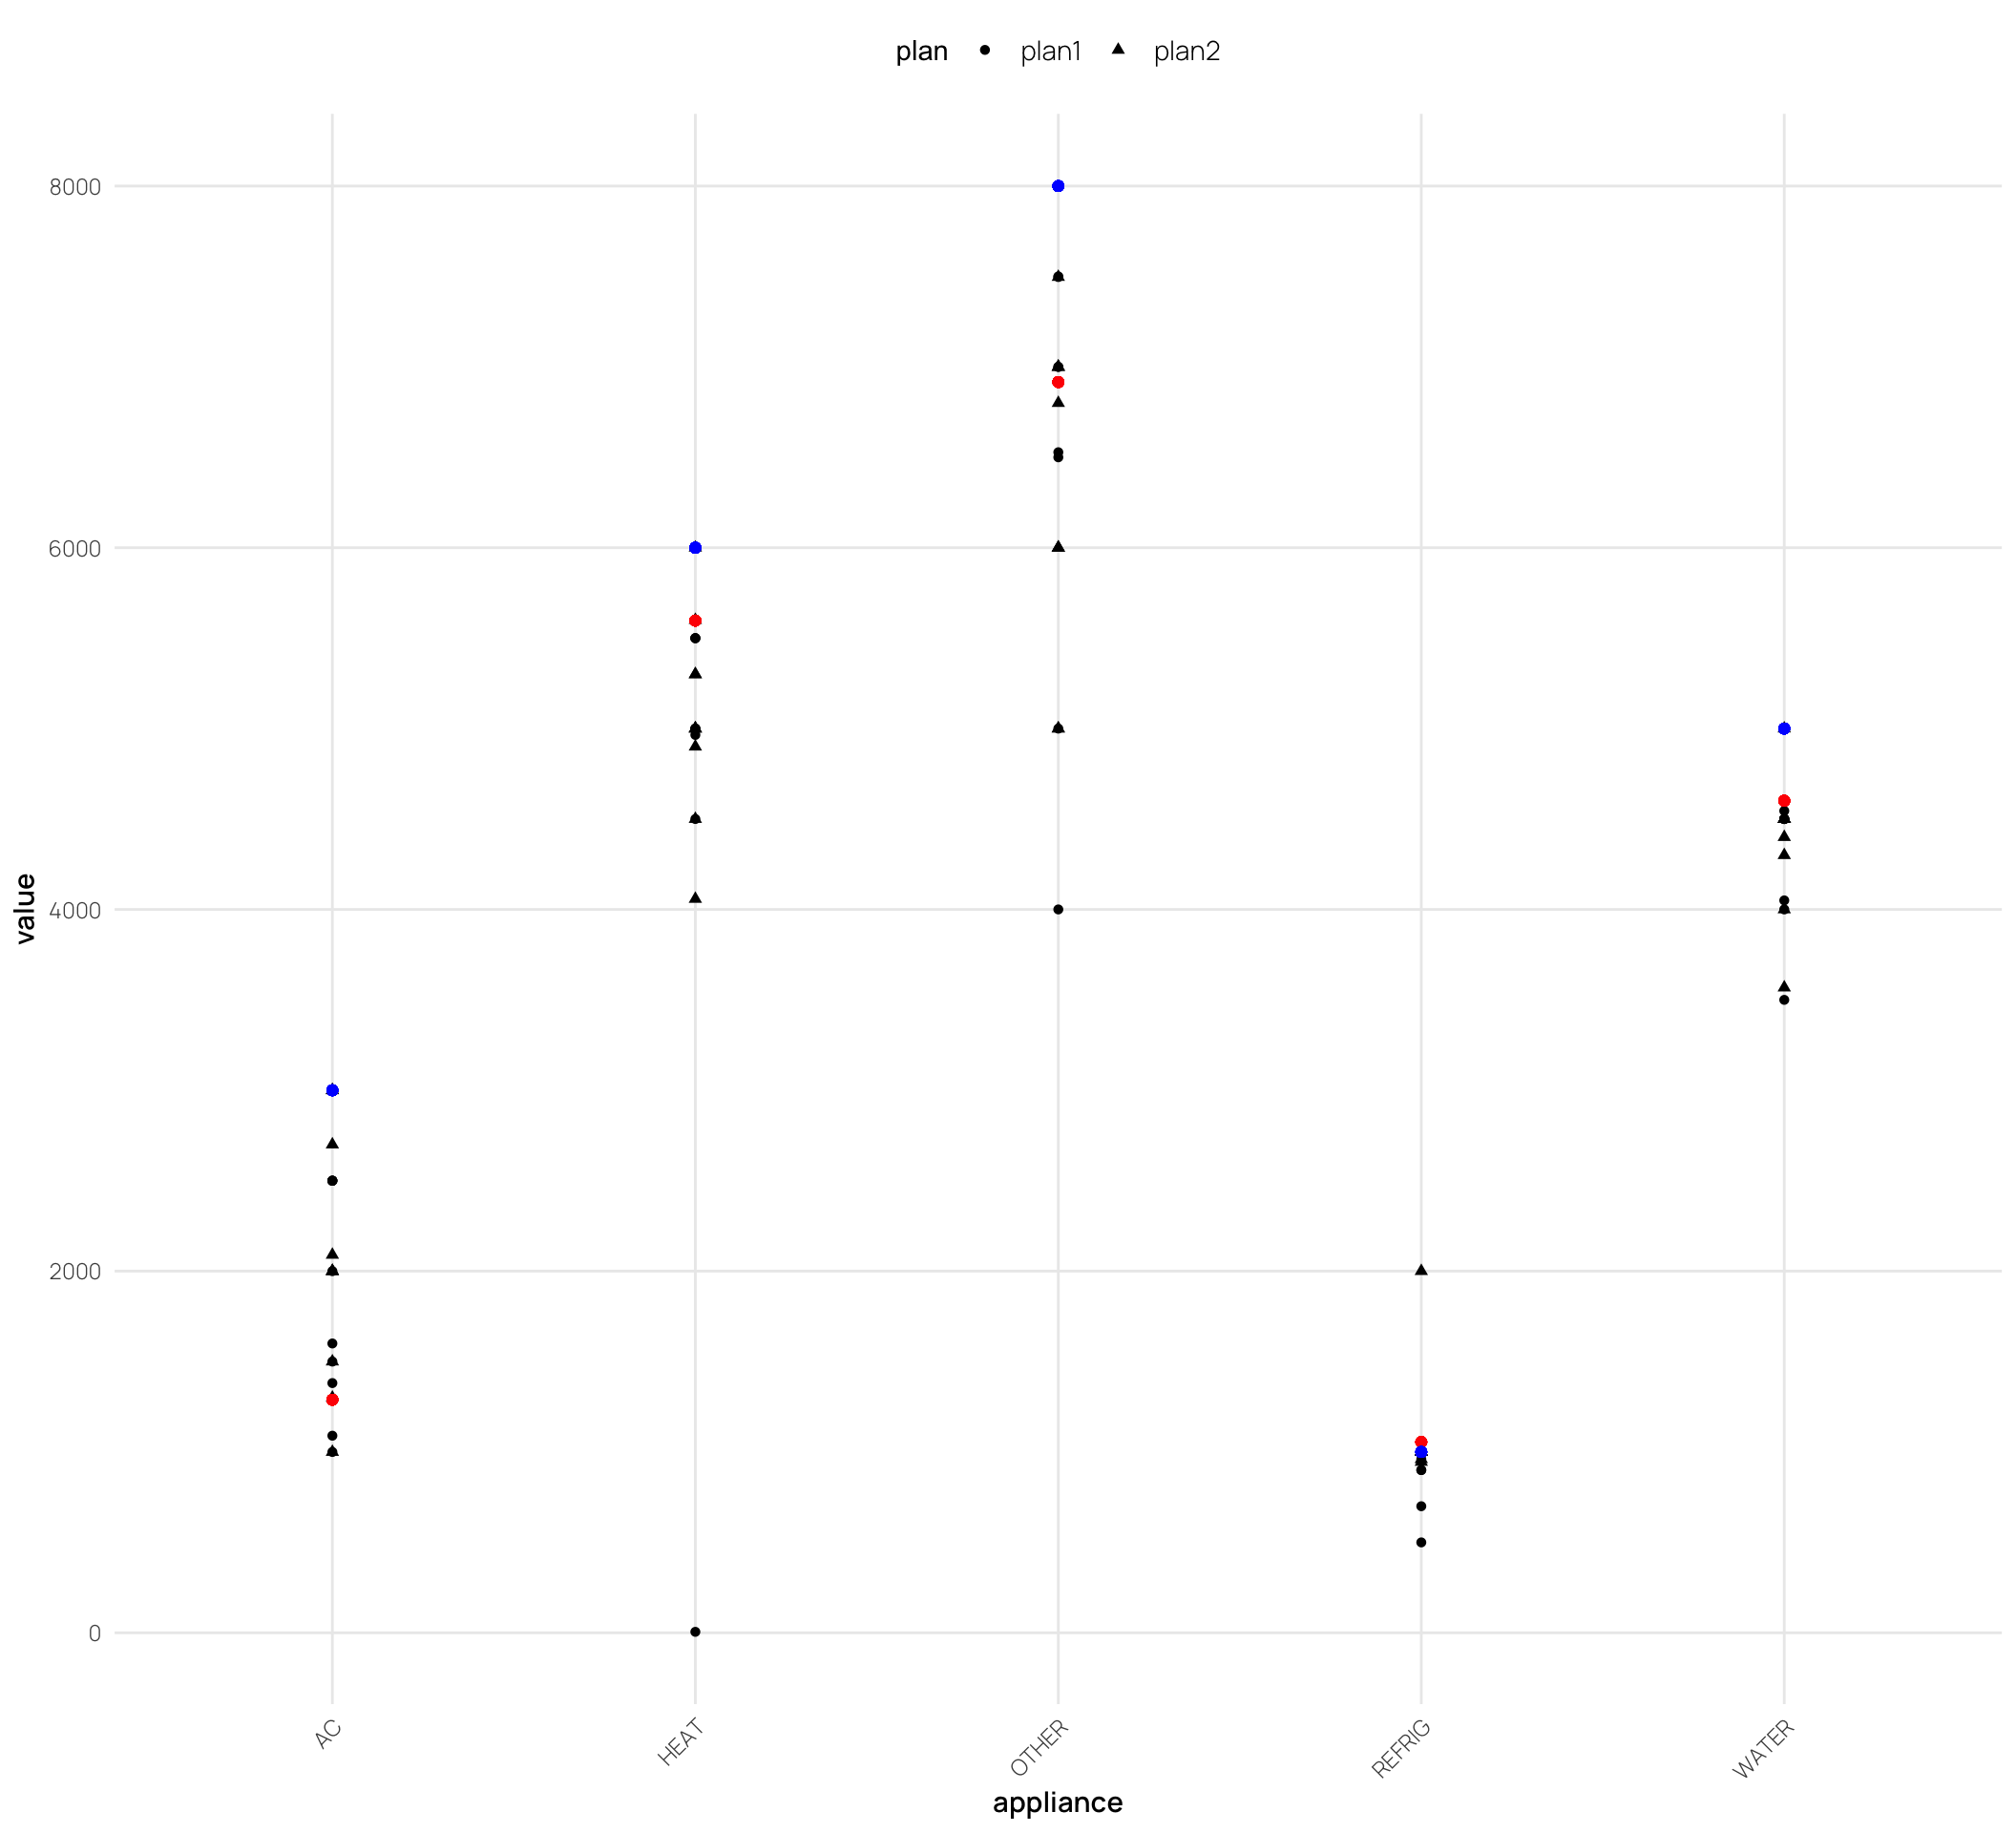 plan plan1 plan2
8000
6000
4000
2000
0
value
AC HEAT OTHER REFRIG WATER
appliance